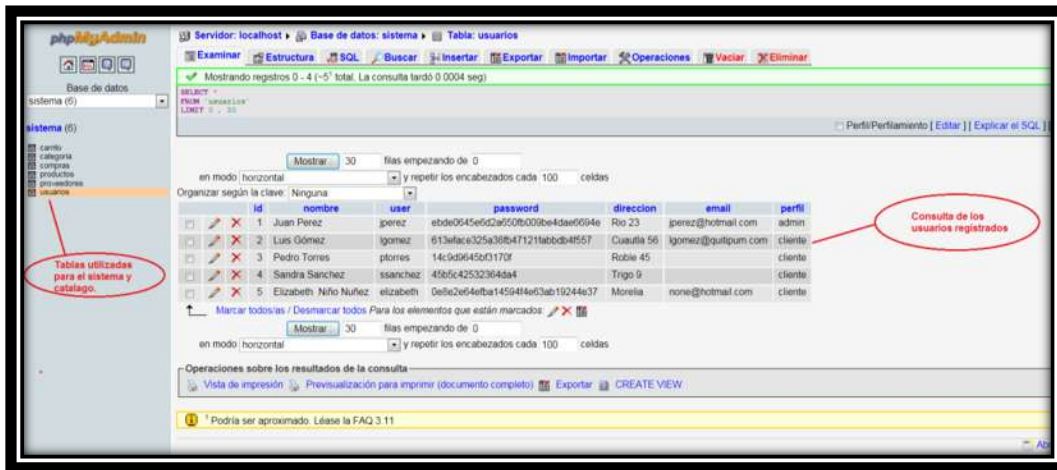 phpMyAdmin
Base de datos
sistema (6)
sistema (6)
carrito
categoria
compras
productos
proveedores
usuarios
Tablas utilizadas
para el sistema y
catalago.
Servidor: localhost ▸ Base de datos: sistema ▸ Tabla: usuarios
Examinar Estructura SQL Buscar Insertar Exportar Importar Operaciones Vaciar Eliminar
Mostrando registros 0 - 4 (~5¹ total. La consulta tardó 0.0004 seg)
SELECT *
FROM `usuarios`
LIMIT 0 , 30
Perfil/Perfilamiento [ Editar ] [ Explicar el SQL ] [
Mostrar : 30 filas empezando de 0
en modo horizontal y repetir los encabezados cada 100 celdas
Organizar según la clave: Ninguna
id nombre user password direccion email perfil
1 Juan Perez jperez Rio 23 jperez@hotmail.com admin
2 Luis Gómez lgomez Cuautla 56 lgomez@quitipum.com cliente
3 Pedro Torres ptorres 14c9d9645bf3170f Roble 45 cliente
4 Sandra Sanchez ssanchez 45b5c42532364da4 Trigo 9 cliente
5 Elizabeth Niño Nuñez elizabeth Morelia none@hotmail.com cliente
Consulta de los
usuarios registrados
Marcar todos/as / Desmarcar todos Para los elementos que están marcados:
Mostrar : 30 filas empezando de 0
en modo horizontal y repetir los encabezados cada 100 celdas
Operaciones sobre los resultados de la consulta
Vista de impresión Previsualización para imprimir (documento completo) Exportar CREATE VIEW
¹ Podría ser aproximado. Léase la FAQ 3.11